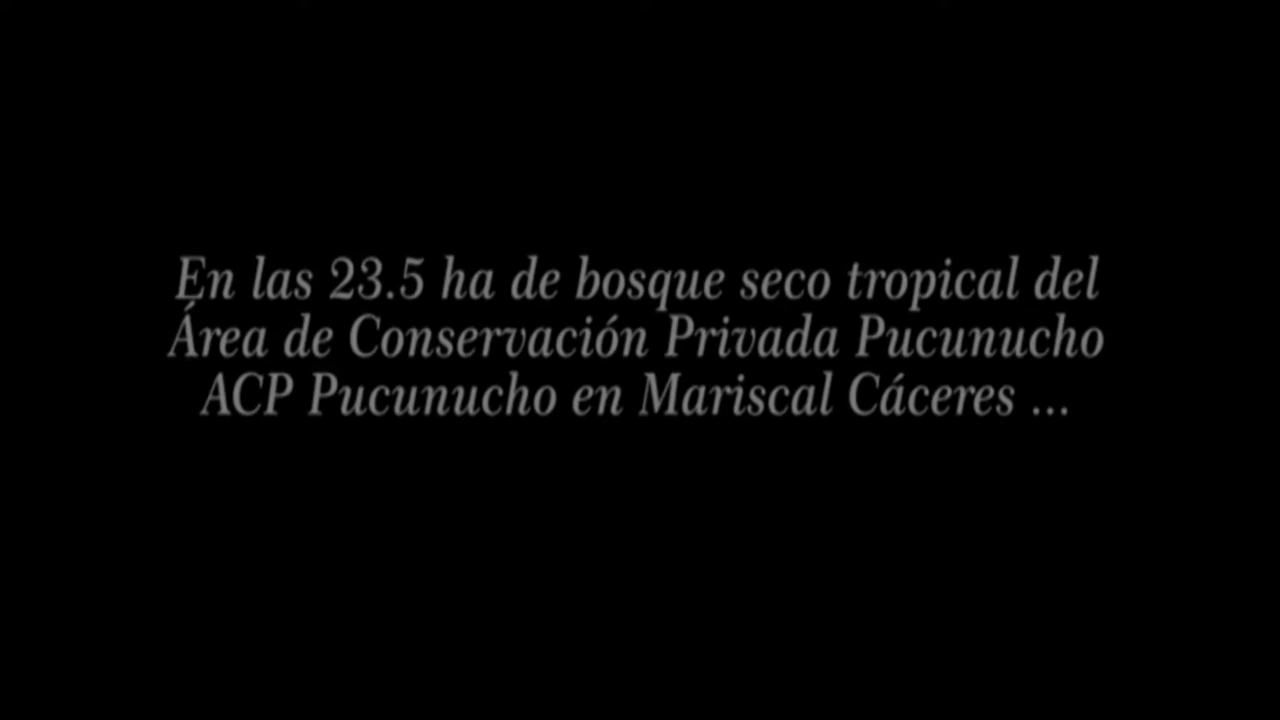 En las 23.5 ha de bosque seco tropical del
Área de Conservación Privada Pucunucho
ACP Pucunucho en Mariscal Cáceres ...